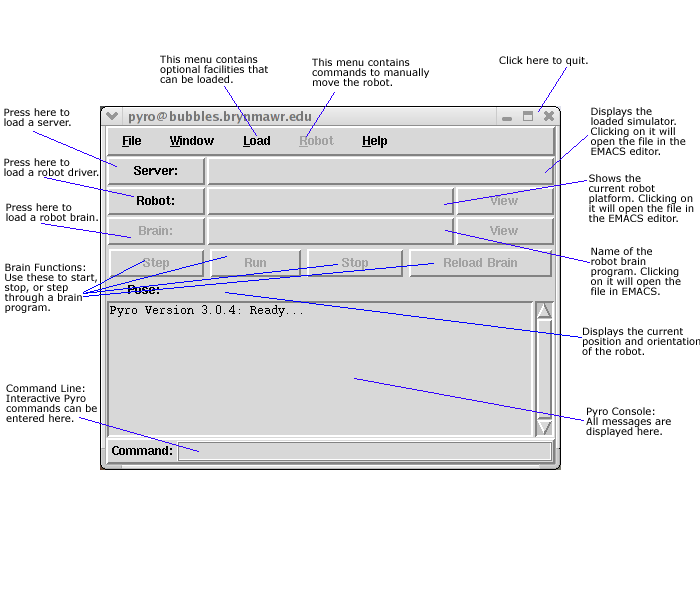 This menu contains
optional facilities that
can be loaded.
This menu contains
commands to manually
move the robot.
Click here to quit.
pyro@bubbles.brynmawr.edu
File Window Load Robot Help
Press here to
load a server.
Server:
Displays the
loaded simulator.
Clicking on it will
open the file in the
EMACS editor.
Press here to
load a robot driver.
Robot:
View
Shows the
current robot
platform. Clicking on
it will open the file in
the EMACS editor.
Press here to
load a robot brain.
Brain:
View
Name of the
robot brain
program. Clicking
on it will open the
file in EMACS.
Step Run Stop Reload Brain
Brain Functions:
Use these to start,
stop, or step
through a brain
program.
Pose:
Pyro Version 3.0.4: Ready...
Displays the current
position and orientation
of the robot.
Command Line:
Interactive Pyro
commands can be
entered here.
Pyro Console:
All messages are
displayed here.
Command: